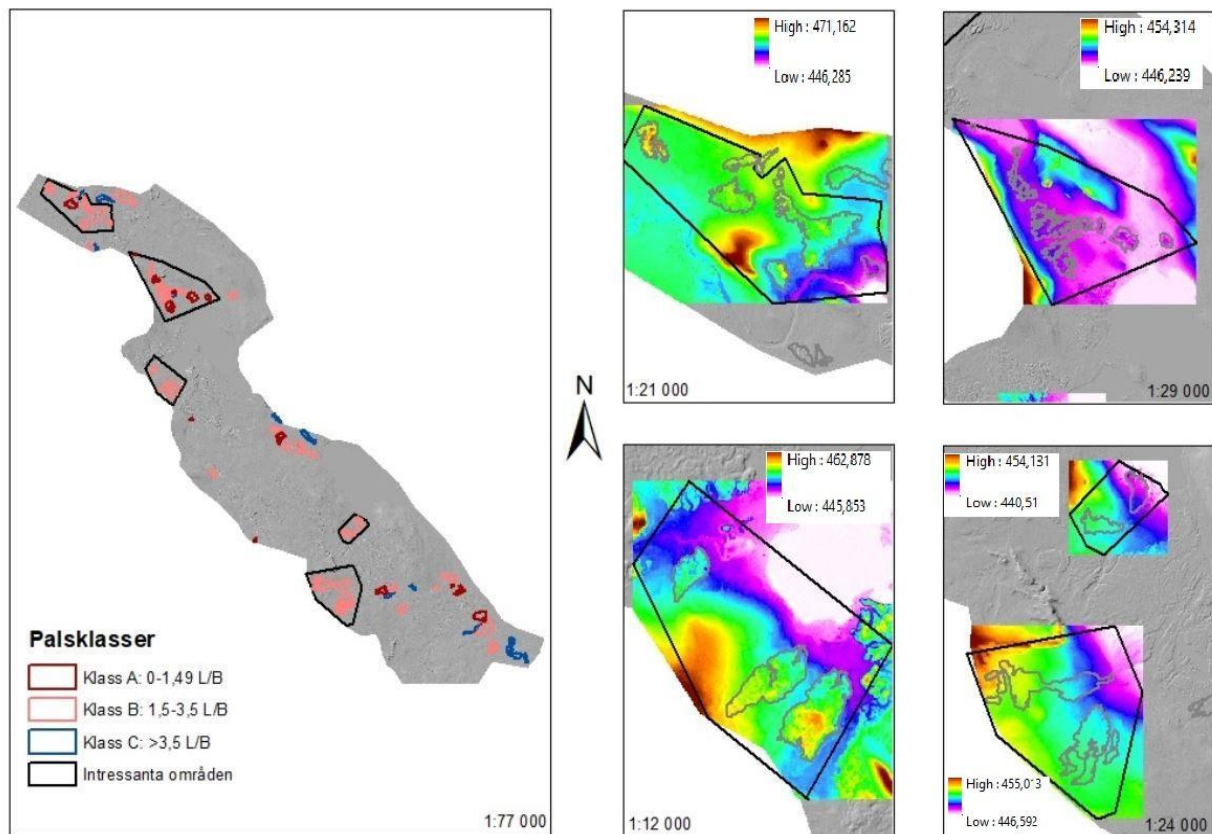 Palsklasser
Klass A: 0-1,49 L/B
Klass B: 1,5-3,5 L/B
Klass C: >3,5 L/B
Intressanta områden
1:77 000
N
High : 471,162
Low : 446,285
1:21 000
High : 454,314
Low : 446,239
1:29 000
High : 462,878
Low : 445,853
1:12 000
High : 454,131
Low : 440,51
High : 455,013
Low : 446,592
1:24 000